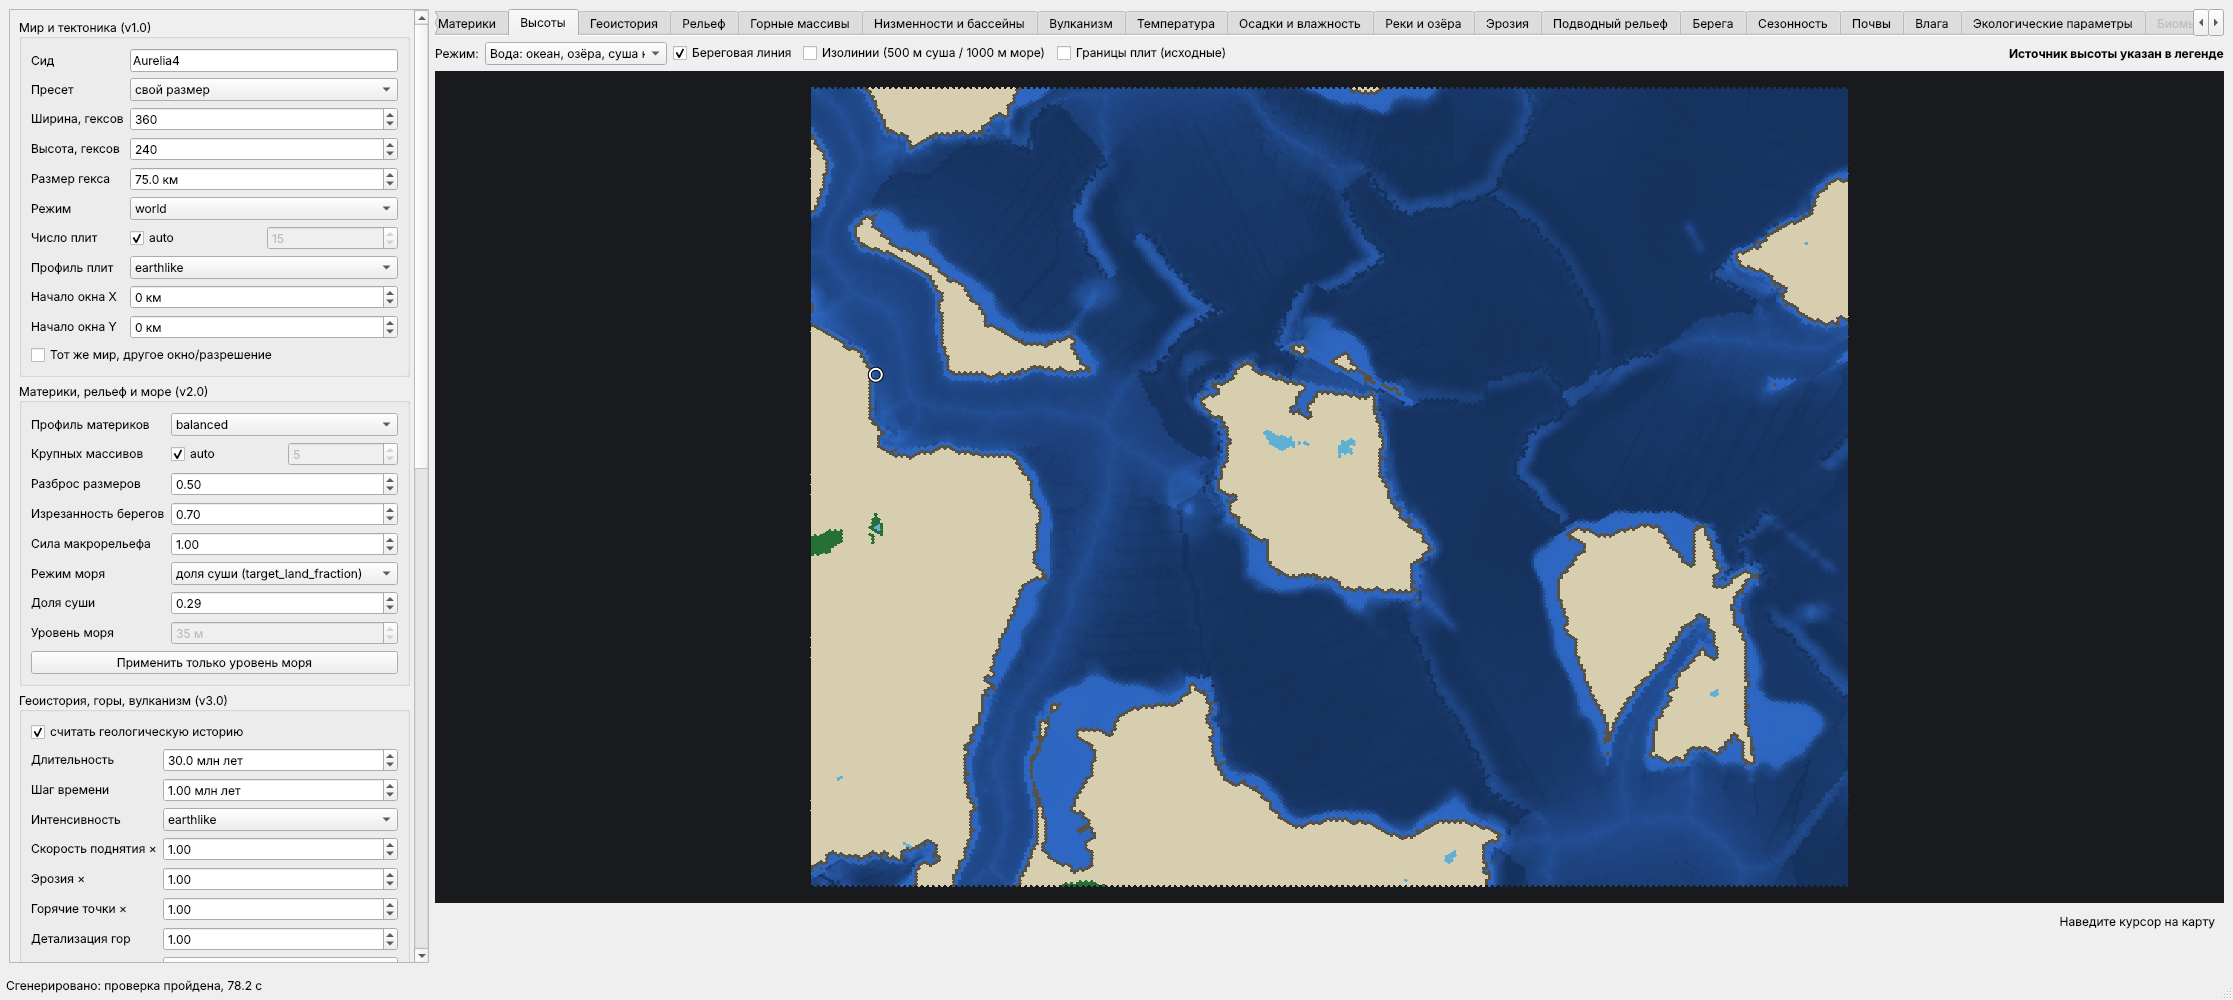 Мир и тектоника (v1.0)
Сид Aurelia4
Пресет свой размер
Ширина, гексов 360
Высота, гексов 240
Размер гекса 75.0 км
Режим world
Число плит auto 15
Профиль плит earthlike
Начало окна X 0 км
Начало окна Y 0 км
Тот же мир, другое окно/разрешение
Материки, рельеф и море (v2.0)
Профиль материков balanced
Крупных массивов auto 5
Разброс размеров 0.50
Изрезанность берегов 0.70
Сила макрорельефа 1.00
Режим моря доля суши (target_land_fraction)
Доля суши 0.29
Уровень моря 35 м
Применить только уровень моря
Геоистория, горы, вулканизм (v3.0)
считать геологическую историю
Длительность 30.0 млн лет
Шаг времени 1.00 млн лет
Интенсивность earthlike
Скорость поднятия × 1.00
Эрозия × 1.00
Горячие точки × 1.00
Детализация гор 1.00
Материки Высоты Геоистория Рельеф Горные массивы Низменности и бассейны Вулканизм Температура Осадки и влажность Реки и озёра Эрозия Подводный рельеф Берега Сезонность Почвы Влага Экологические параметры
Режим: Вода: океан, озёра, суша Береговая линия Изолинии (500 м суша / 1000 м море) Границы плит (исходные) Источник высоты указан в легенде
Наведите курсор на карту
Сгенерировано: проверка пройдена, 78.2 с